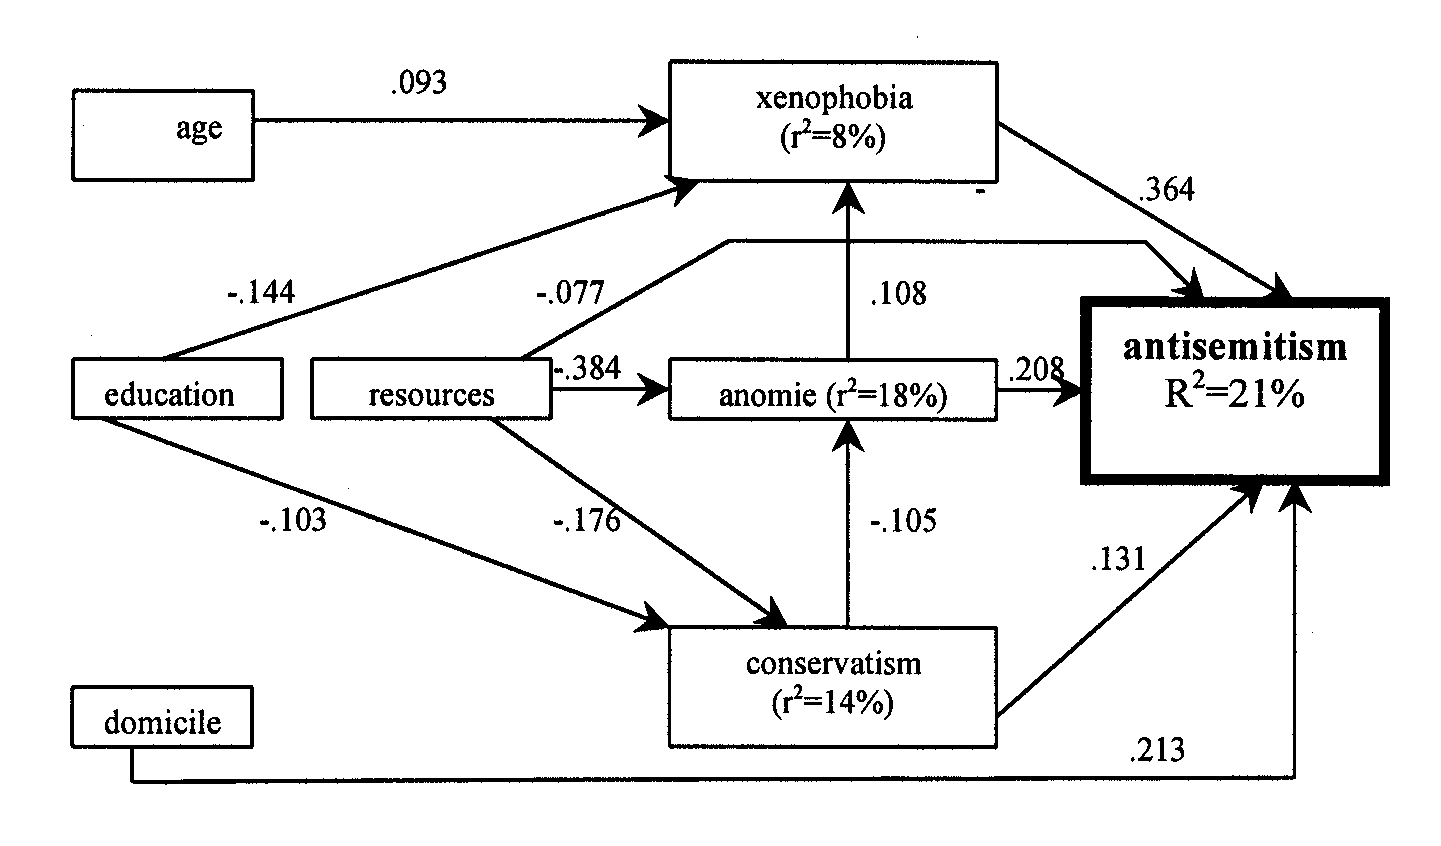 .093
xenophobia
(r²=8%)
age
.364
-
-.144
-.077
.108
antisemitism
R²=21%
education
resources
-.384
anomie (r²=18%)
.208
-.103
-.176
-.105
.131
conservatism
(r²=14%)
domicile
.213